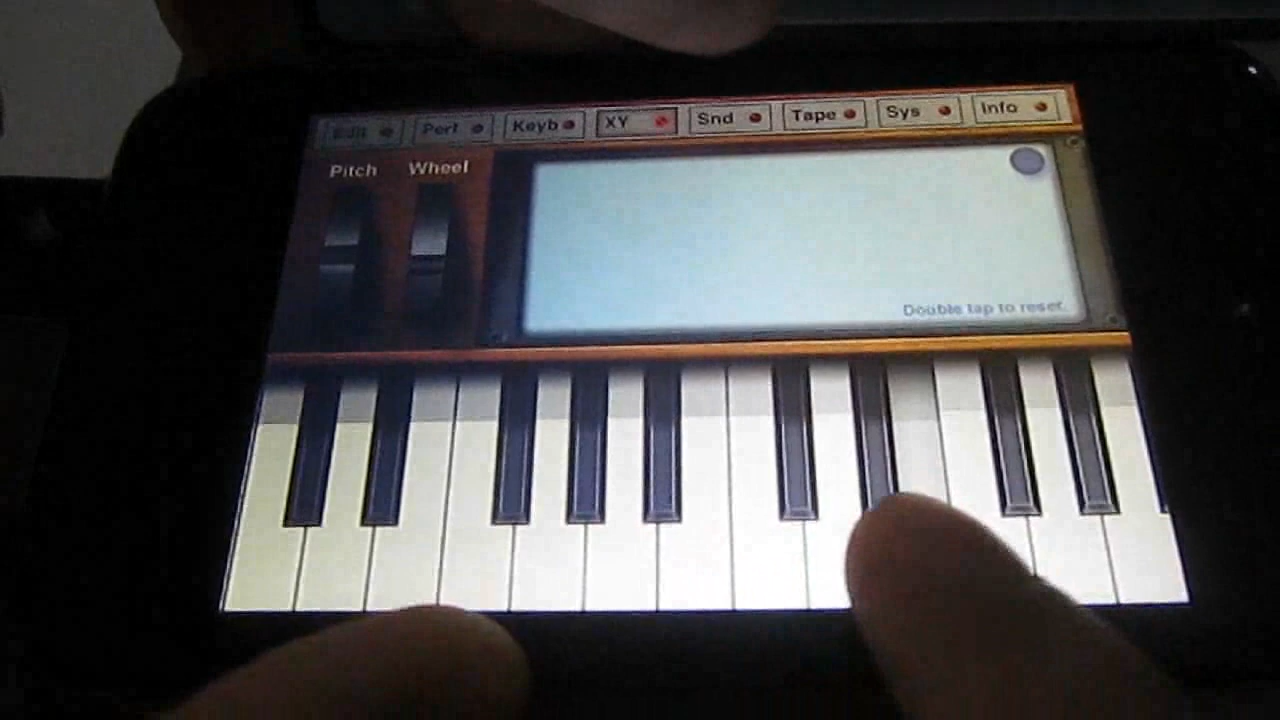 Edit Perf Keyb XY Snd Tape Sys Info
Pitch Wheel
Double tap to reset.